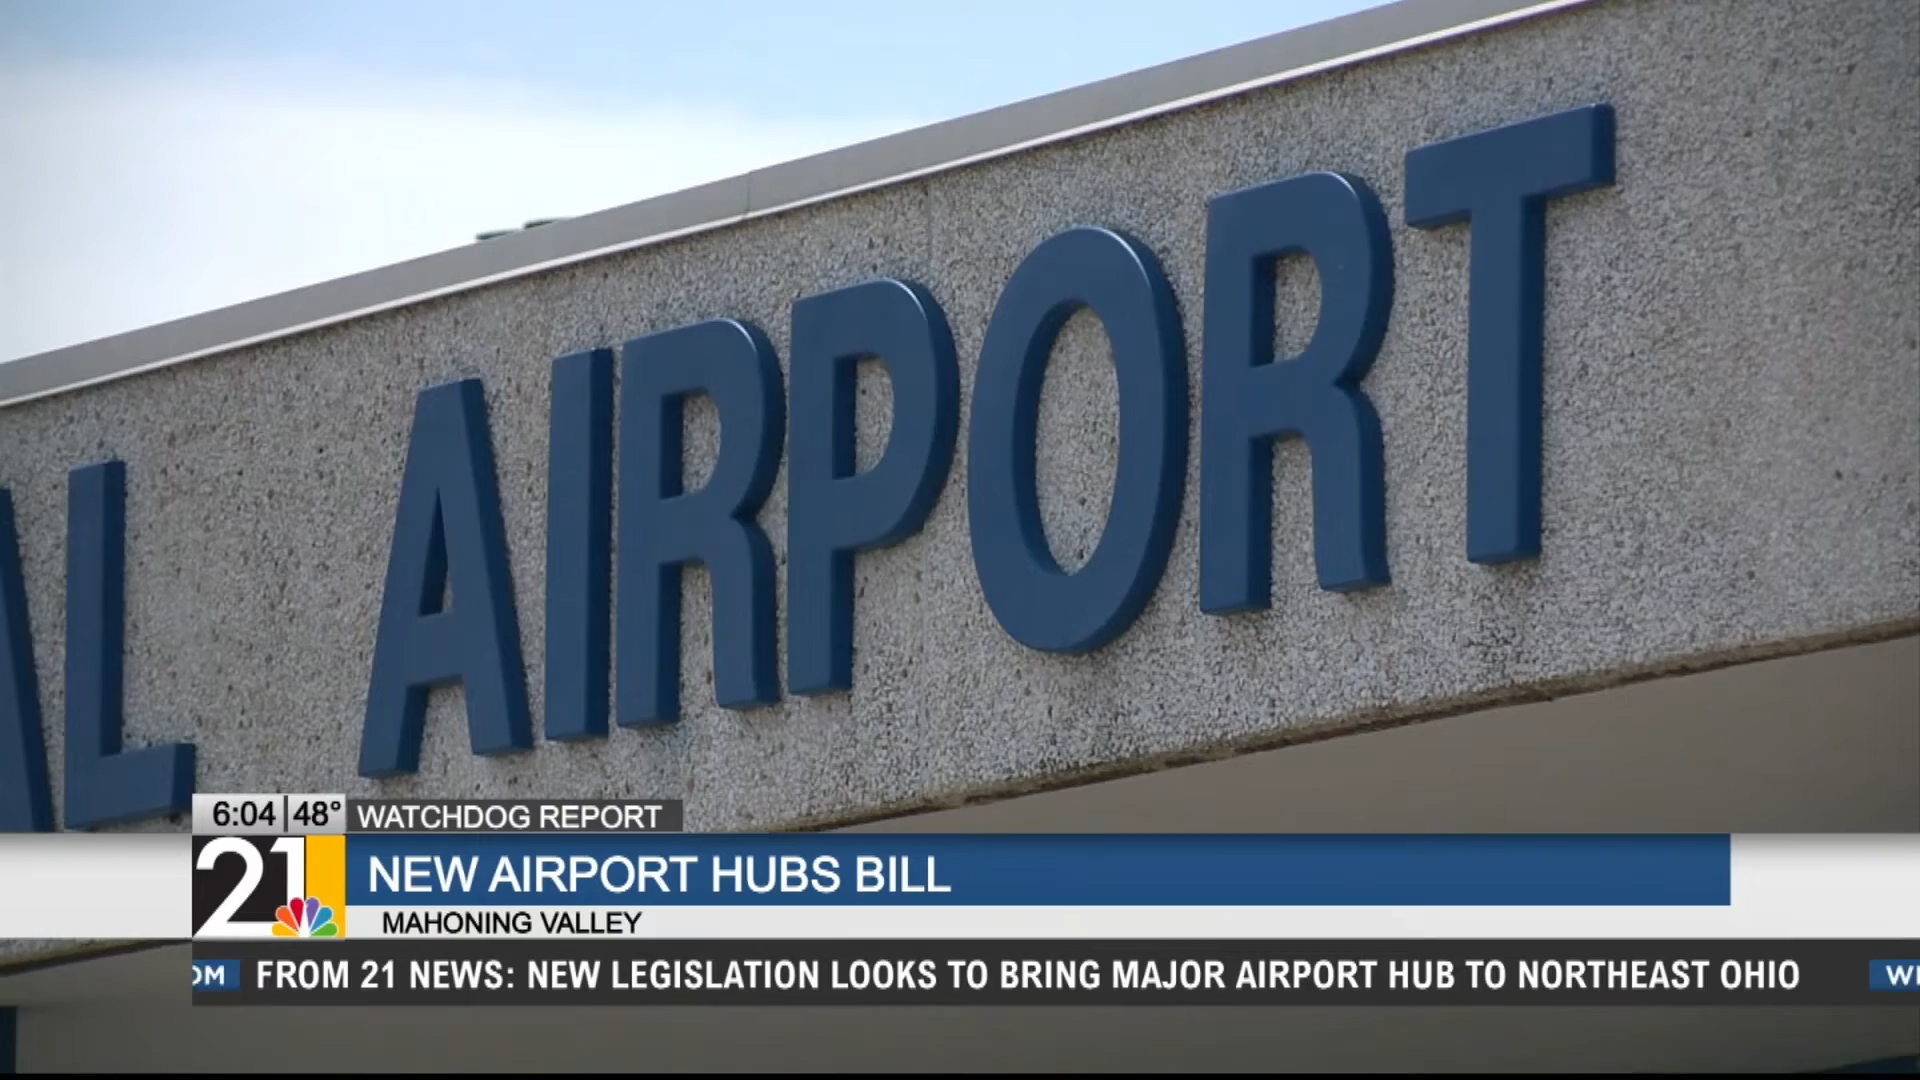 AL AIRPORT
6:04 48° WATCHDOG REPORT
21 NEW AIRPORT HUBS BILL
MAHONING VALLEY
OM FROM 21 NEWS: NEW LEGISLATION LOOKS TO BRING MAJOR AIRPORT HUB TO NORTHEAST OHIO